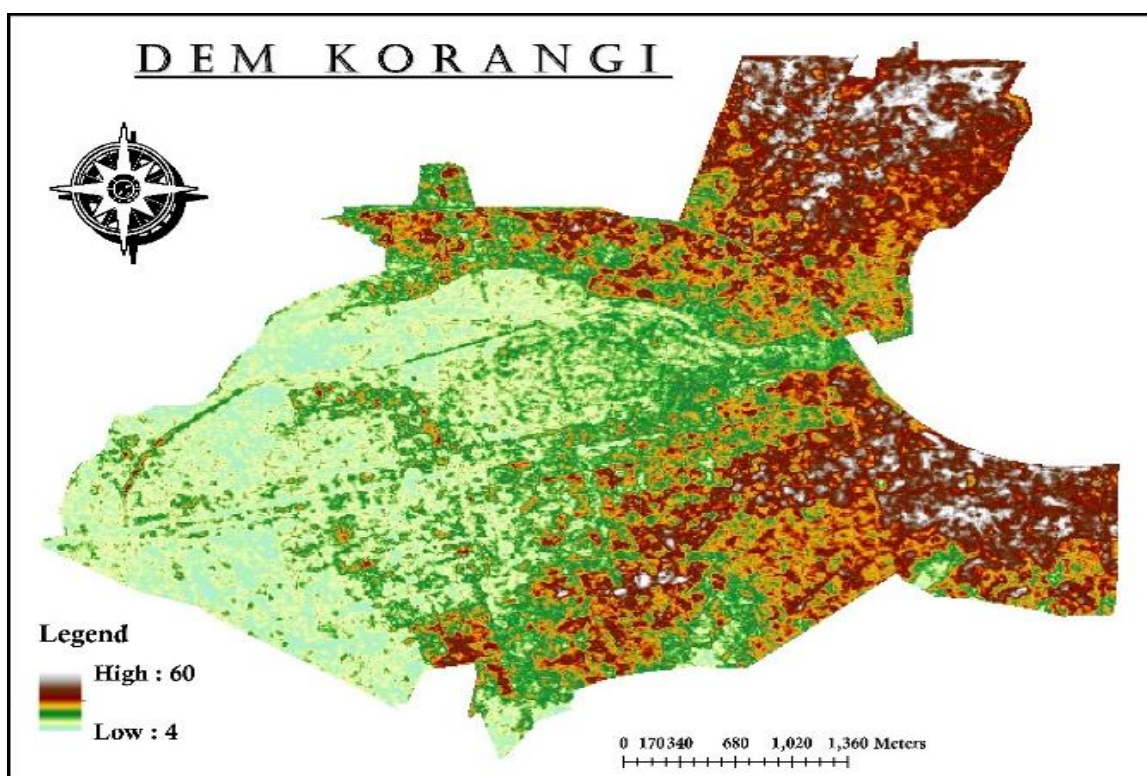 DEM KORANGI
Legend
High : 60
Low : 4
0 170 340 680 1,020 1,360 Meters